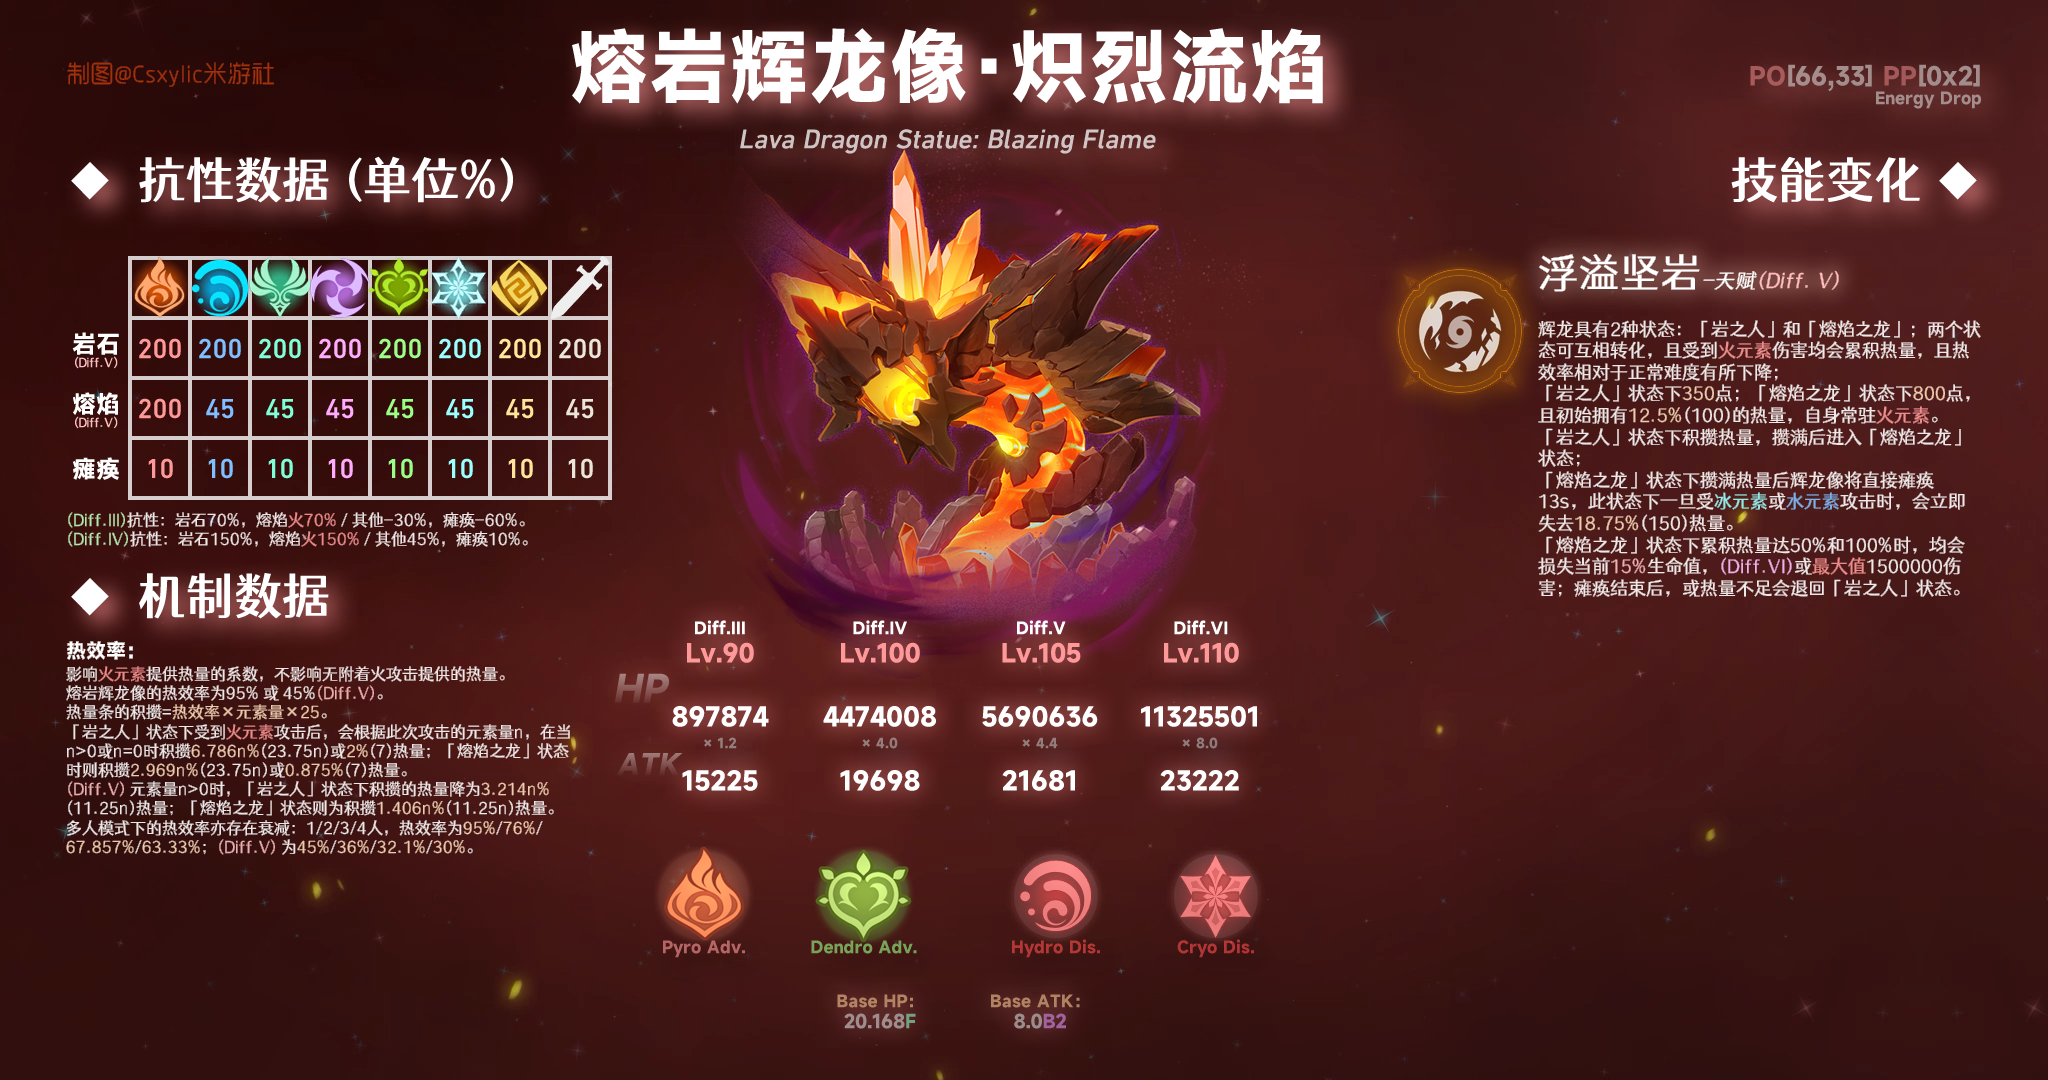 制图@Csxylic米游社
熔岩辉龙像·炽烈流焰
Lava Dragon Statue: Blazing Flame
PO[66,33] PP[0x2]
Energy Drop
抗性数据 (单位%)
岩石 200 200 200 200 200 200 200 200
(Diff.V)
熔焰 200 45 45 45 45 45 45 45
(Diff.V)
瘫痪 10 10 10 10 10 10 10 10
(Diff.III)抗性：岩石70%，熔焰火70% / 其他-30%，瘫痪-60%。
(Diff.IV)抗性：岩石150%，熔焰火150% / 其他45%，瘫痪10%。
机制数据
热效率：
影响火元素提供热量的系数，不影响无附着火攻击提供的热量。
熔岩辉龙像的热效率为95% 或 45%(Diff.V)。
热量条的积攒=热效率×元素量×25。
「岩之人」状态下受到火元素攻击后，会根据此次攻击的元素量n，在当
n>0或n=0时积攒6.786n%(23.75n)或2%(7)热量；「熔焰之龙」状态
时则积攒2.969n%(23.75n)或0.875%(7)热量。
(Diff.V) 元素量n>0时，「岩之人」状态下积攒的热量降为3.214n%
(11.25n)热量；「熔焰之龙」状态则为积攒1.406n%(11.25n)热量。
多人模式下的热效率亦存在衰减：1/2/3/4人，热效率为95%/76%/
67.857%/63.33%；(Diff.V) 为45%/36%/32.1%/30%。
Diff.III Diff.IV Diff.V Diff.VI
Lv.90 Lv.100 Lv.105 Lv.110
HP
897874 4474008 5690636 11325501
× 1.2 × 4.0 × 4.4 × 8.0
ATK
15225 19698 21681 23222
Pyro Adv. Dendro Adv. Hydro Dis. Cryo Dis.
Base HP: Base ATK:
20.168F 8.0B2
技能变化
浮溢坚岩-天赋(Diff. V)
辉龙具有2种状态：「岩之人」和「熔焰之龙」；两个状
态可互相转化，且受到火元素伤害均会累积热量，且热
效率相对于正常难度有所下降；
「岩之人」状态下350点；「熔焰之龙」状态下800点，
且初始拥有12.5%(100)的热量，自身常驻火元素。
「岩之人」状态下积攒热量，攒满后进入「熔焰之龙」
状态；
「熔焰之龙」状态下攒满热量后辉龙像将直接瘫痪
13s，此状态下一旦受冰元素或水元素攻击时，会立即
失去18.75%(150)热量。
「熔焰之龙」状态下累积热量达50%和100%时，均会
损失当前15%生命值，(Diff.VI)或最大值1500000伤
害；瘫痪结束后，或热量不足会退回「岩之人」状态。